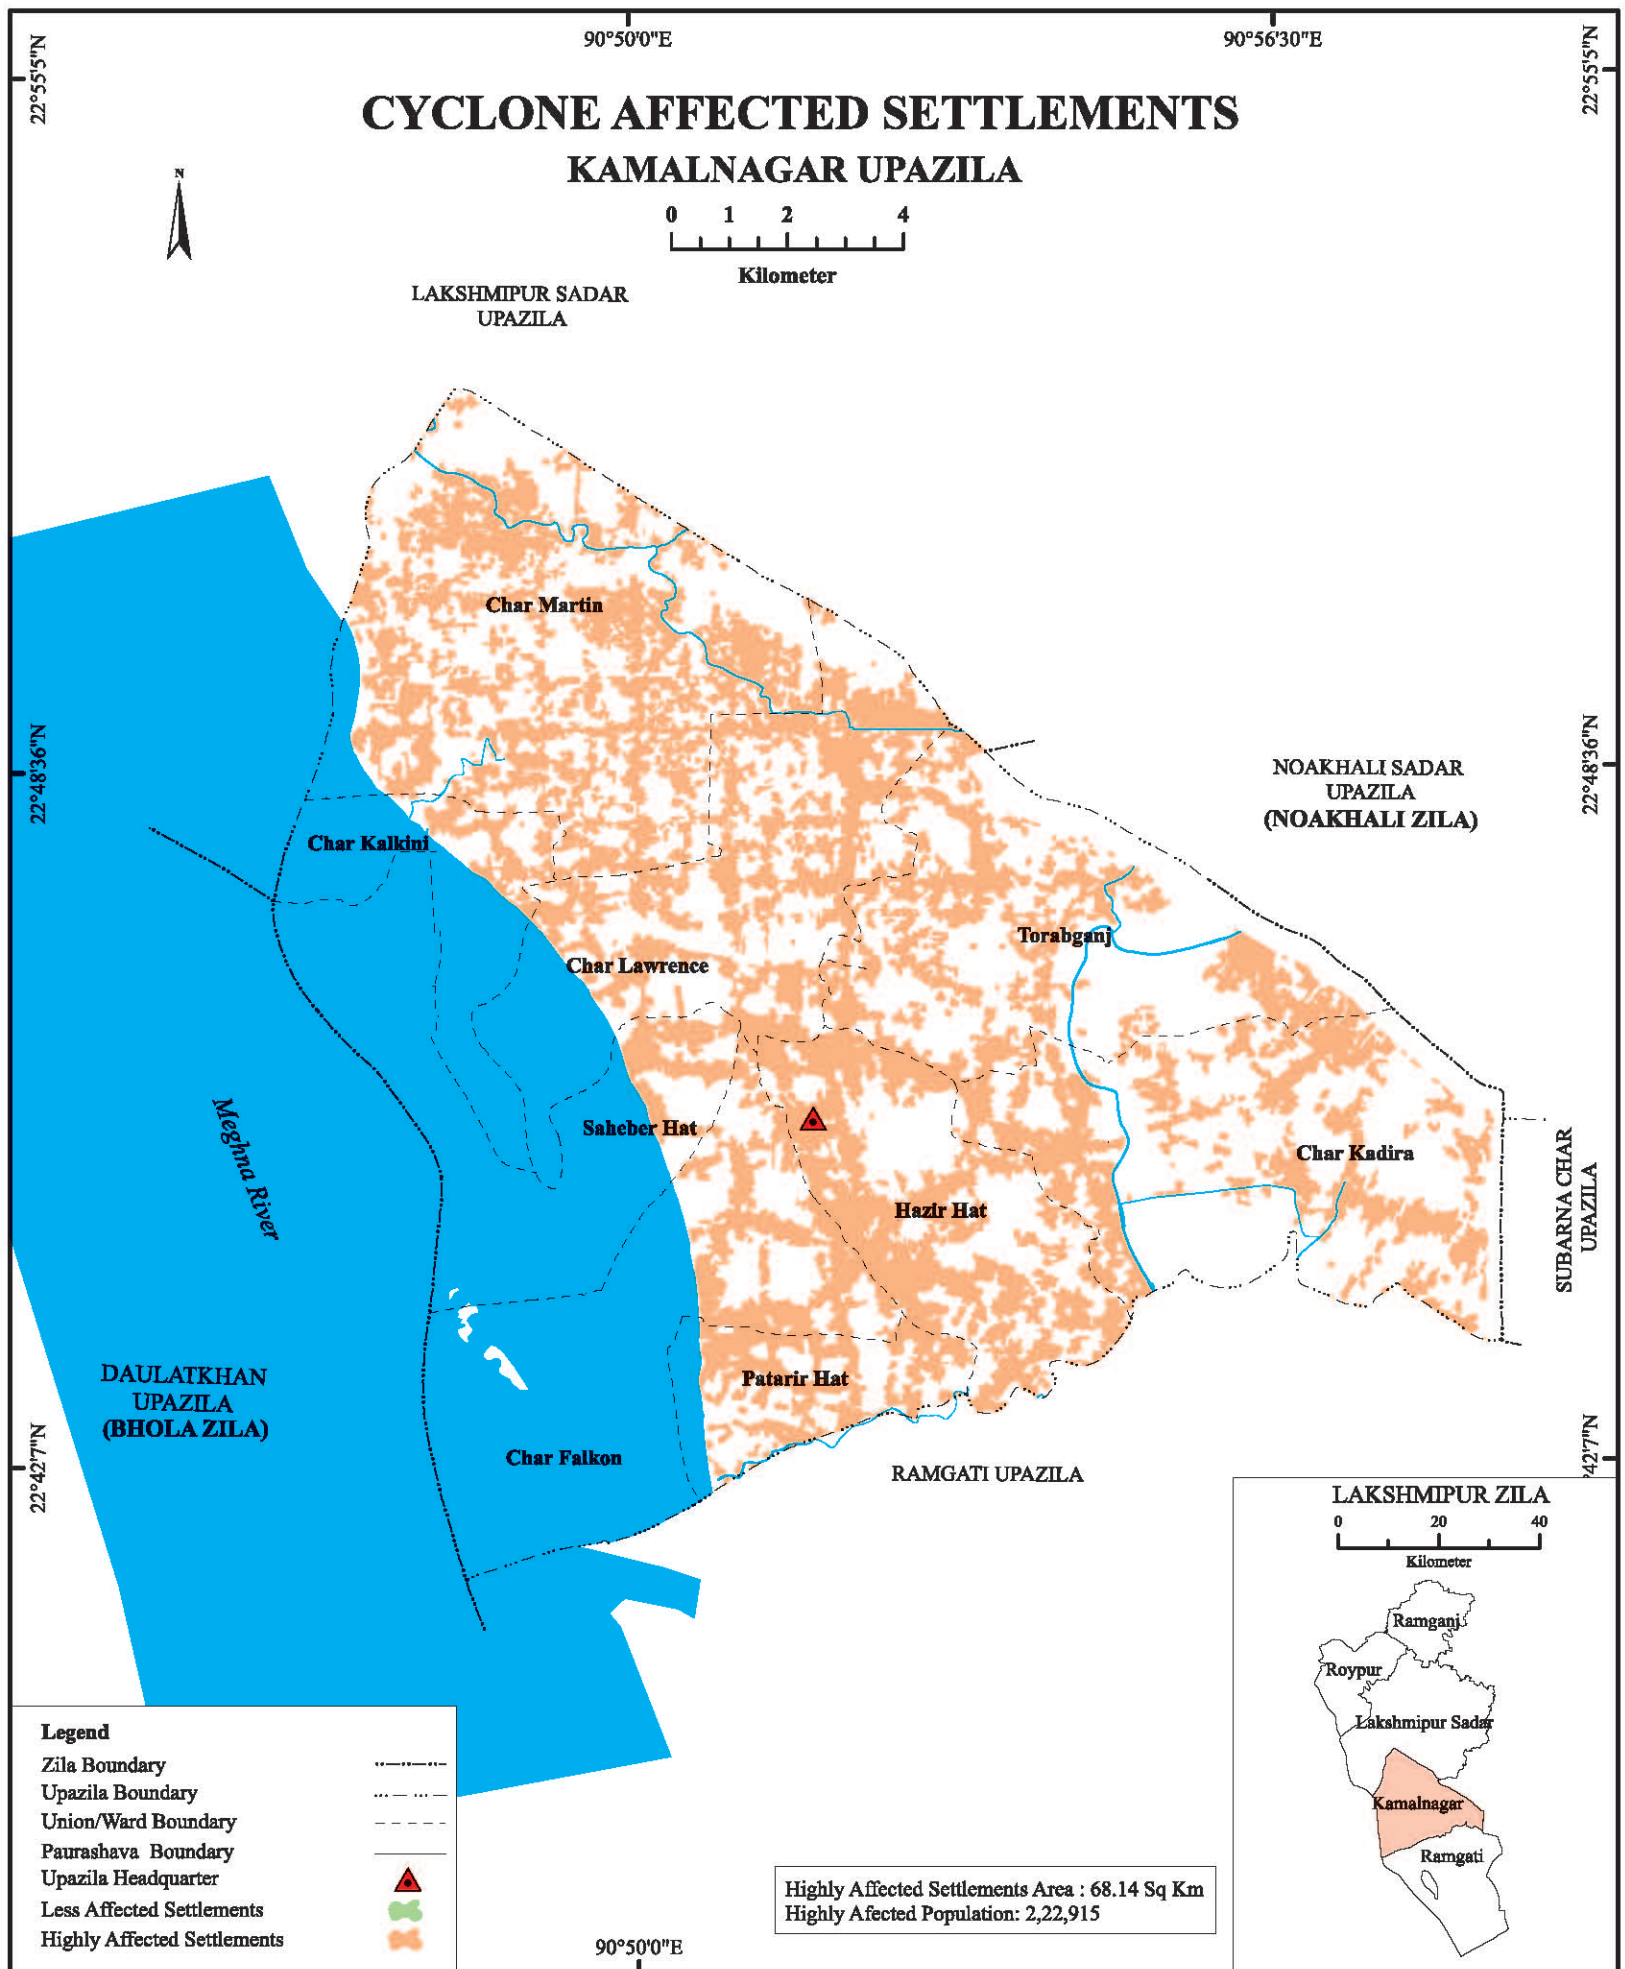 90°50'0"E
90°56'30"E
22°55'5"N
22°55'5"N
CYCLONE AFFECTED SETTLEMENTS
KAMALNAGAR UPAZILA
N
0 1 2 4
Kilometer
LAKSHMIPUR SADAR
UPAZILA
Char Martin
22°48'36"N
22°48'36"N
NOAKHALI SADAR
UPAZILA
(NOAKHALI ZILA)
Char Kalkini
Torabganj
Char Lawrence
Meghna River
Saheber Hat
Char Kadira
SUBARNA CHAR
UPAZILA
Hazir Hat
DAULATKHAN
UPAZILA
(BHOLA ZILA)
Patarir Hat
Char Falkon
RAMGATI UPAZILA
22°42'7"N
°42'7"N
LAKSHMIPUR ZILA
0 20 40
Kilometer
Ramganj
Roypur
Lakshmipur Sadar
Kamalnagar
Ramgati
Legend
Zila Boundary
Upazila Boundary
Union/Ward Boundary
Paurashava Boundary
Upazila Headquarter
Less Affected Settlements
Highly Affected Settlements
Highly Affected Settlements Area : 68.14 Sq Km
Highly Afected Population: 2,22,915
90°50'0"E